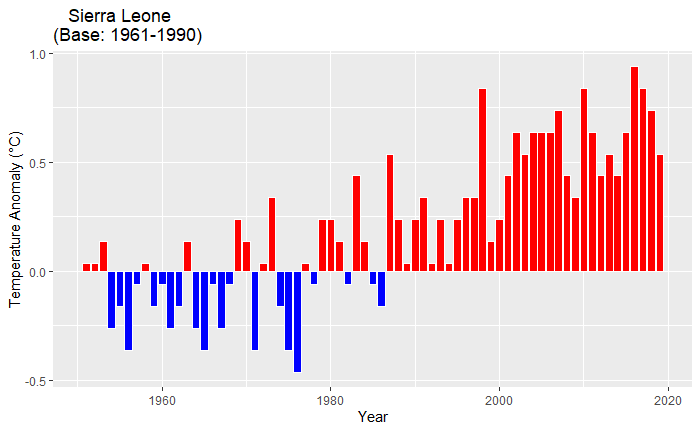 Sierra Leone
(Base: 1961-1990)
Temperature Anomaly (°C)
1.0
0.5
0.0
-0.5
1960 1980 2000 2020
Year